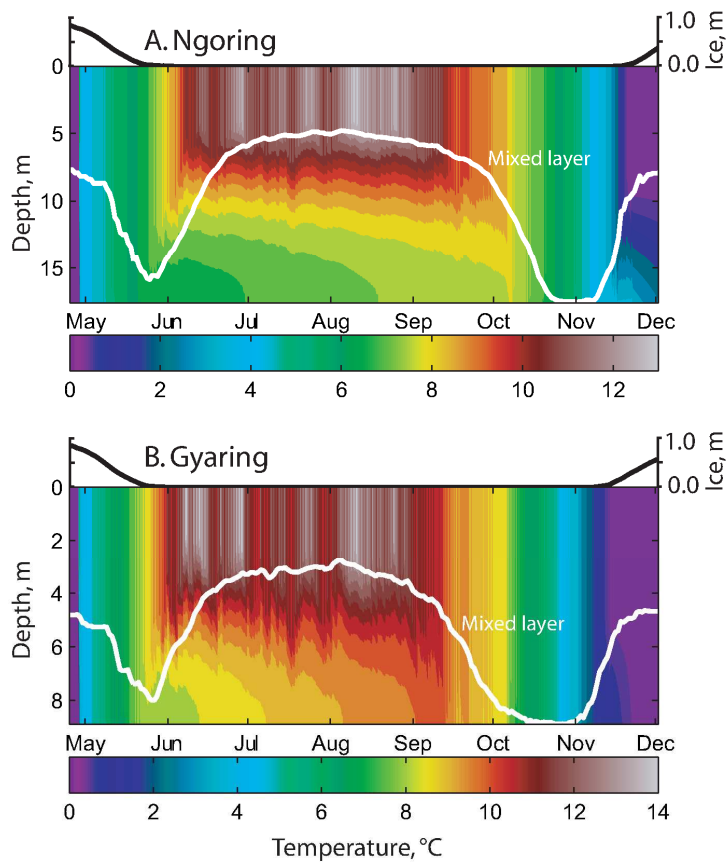 A. Ngoring
1.0
0.0
Ice, m
0
5
10
15
Depth, m
Mixed layer
May Jun Jul Aug Sep Oct Nov Dec
0 2 4 6 8 10 12
B. Gyaring
1.0
0.0
Ice, m
0
2
4
6
8
Depth, m
Mixed layer
May Jun Jul Aug Sep Oct Nov Dec
0 2 4 6 8 10 12 14
Temperature, °C